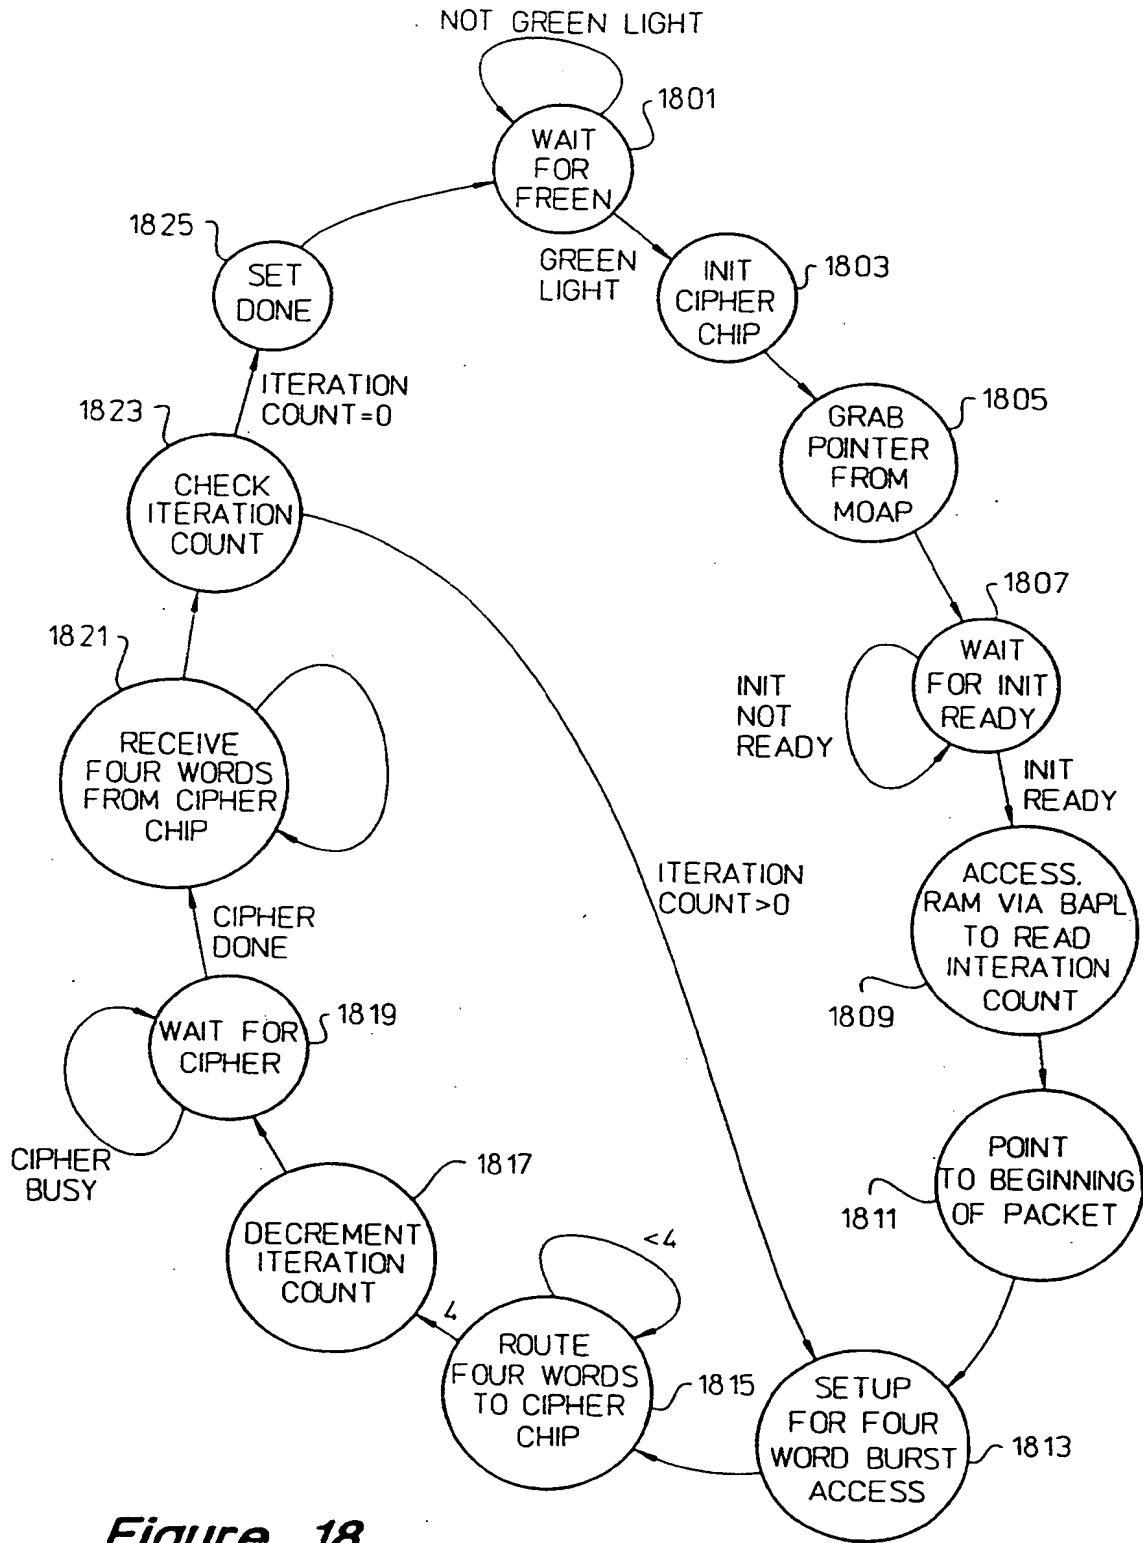 NOT GREEN LIGHT
1801
WAIT
FOR
FREEN
GREEN
LIGHT
INIT
CIPHER
CHIP
1803
GRAB
POINTER
FROM
MOAP
1805
1807
WAIT
FOR INIT
READY
INIT
NOT
READY
INIT
READY
ACCESS.
RAM VIA BAPL
TO READ
INTERATION
COUNT
1809
POINT
TO BEGINNING
OF PACKET
1811
SETUP
FOR FOUR
WORD BURST
ACCESS
1813
<4
ROUTE
FOUR WORDS
TO CIPHER
CHIP
1815
4
1817
DECREMENT
ITERATION
COUNT
1819
WAIT FOR
CIPHER
CIPHER
BUSY
CIPHER
DONE
1821
RECEIVE
FOUR WORDS
FROM CIPHER
CHIP
1823
CHECK
ITERATION
COUNT
ITERATION
COUNT>0
ITERATION
COUNT=0
1825
SET
DONE
Figure 18